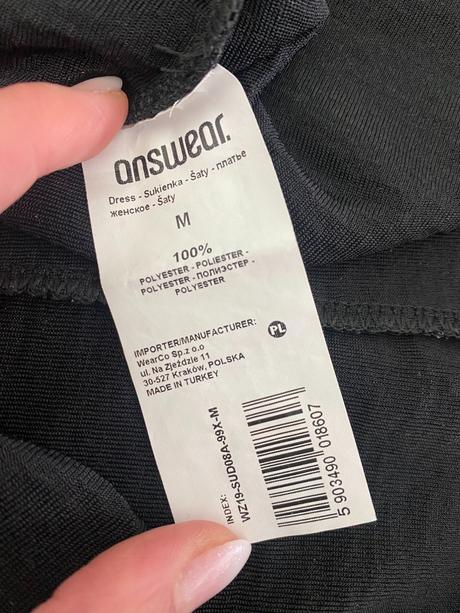 answear.
Dress - Sukienka - Šaty - платье
женское - Šaty
M
100%
POLYESTER - POLIESTER -
POLYESTER - ПОЛИЭСТЕР -
POLYESTER
IMPORTER/MANUFACTURER:
PL
WearCo Sp.z o.o
ul. Na Zjeździe 11
30-527 Kraków, POLSKA
MADE IN TURKEY
INDEX:
WZ19-SUD08A-99X-M
5 903490 018607